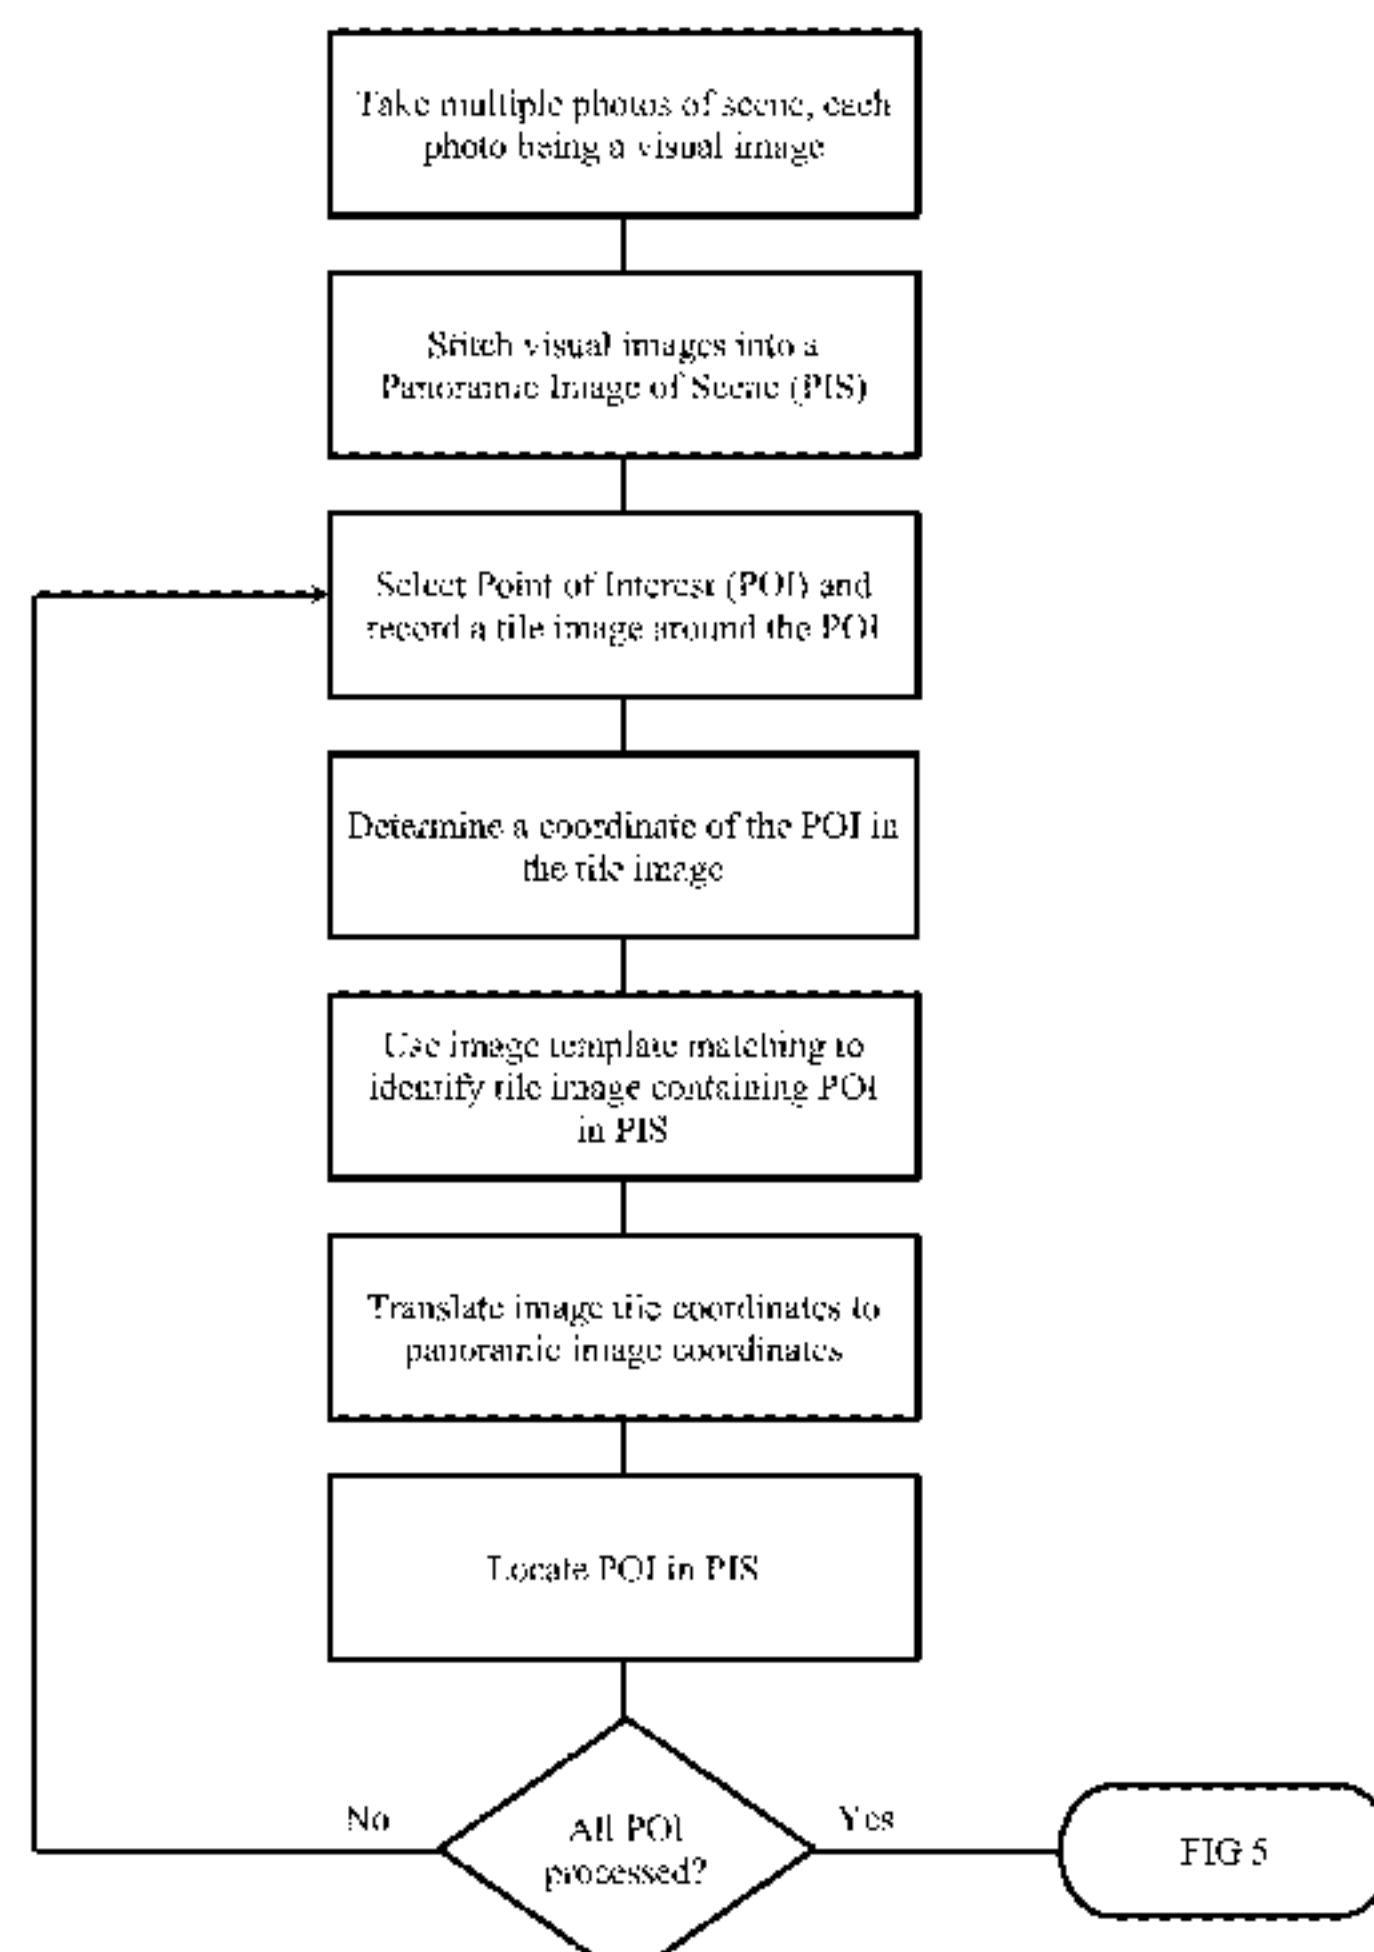 Take multiple photos of scene, each
photo being a visual image
Stitch visual images into a
Panoramic Image of Scene (PIS)
Select Point of Interest (POI) and
record a tile image around the POI
Determine a coordinate of the POI in
the tile image
Use image template matching to
identify tile image containing POI
in PIS
Translate image tile coordinates to
panoramic image coordinates
Locate POI in PIS
No
All POI
processed?
Yes
FIG 5